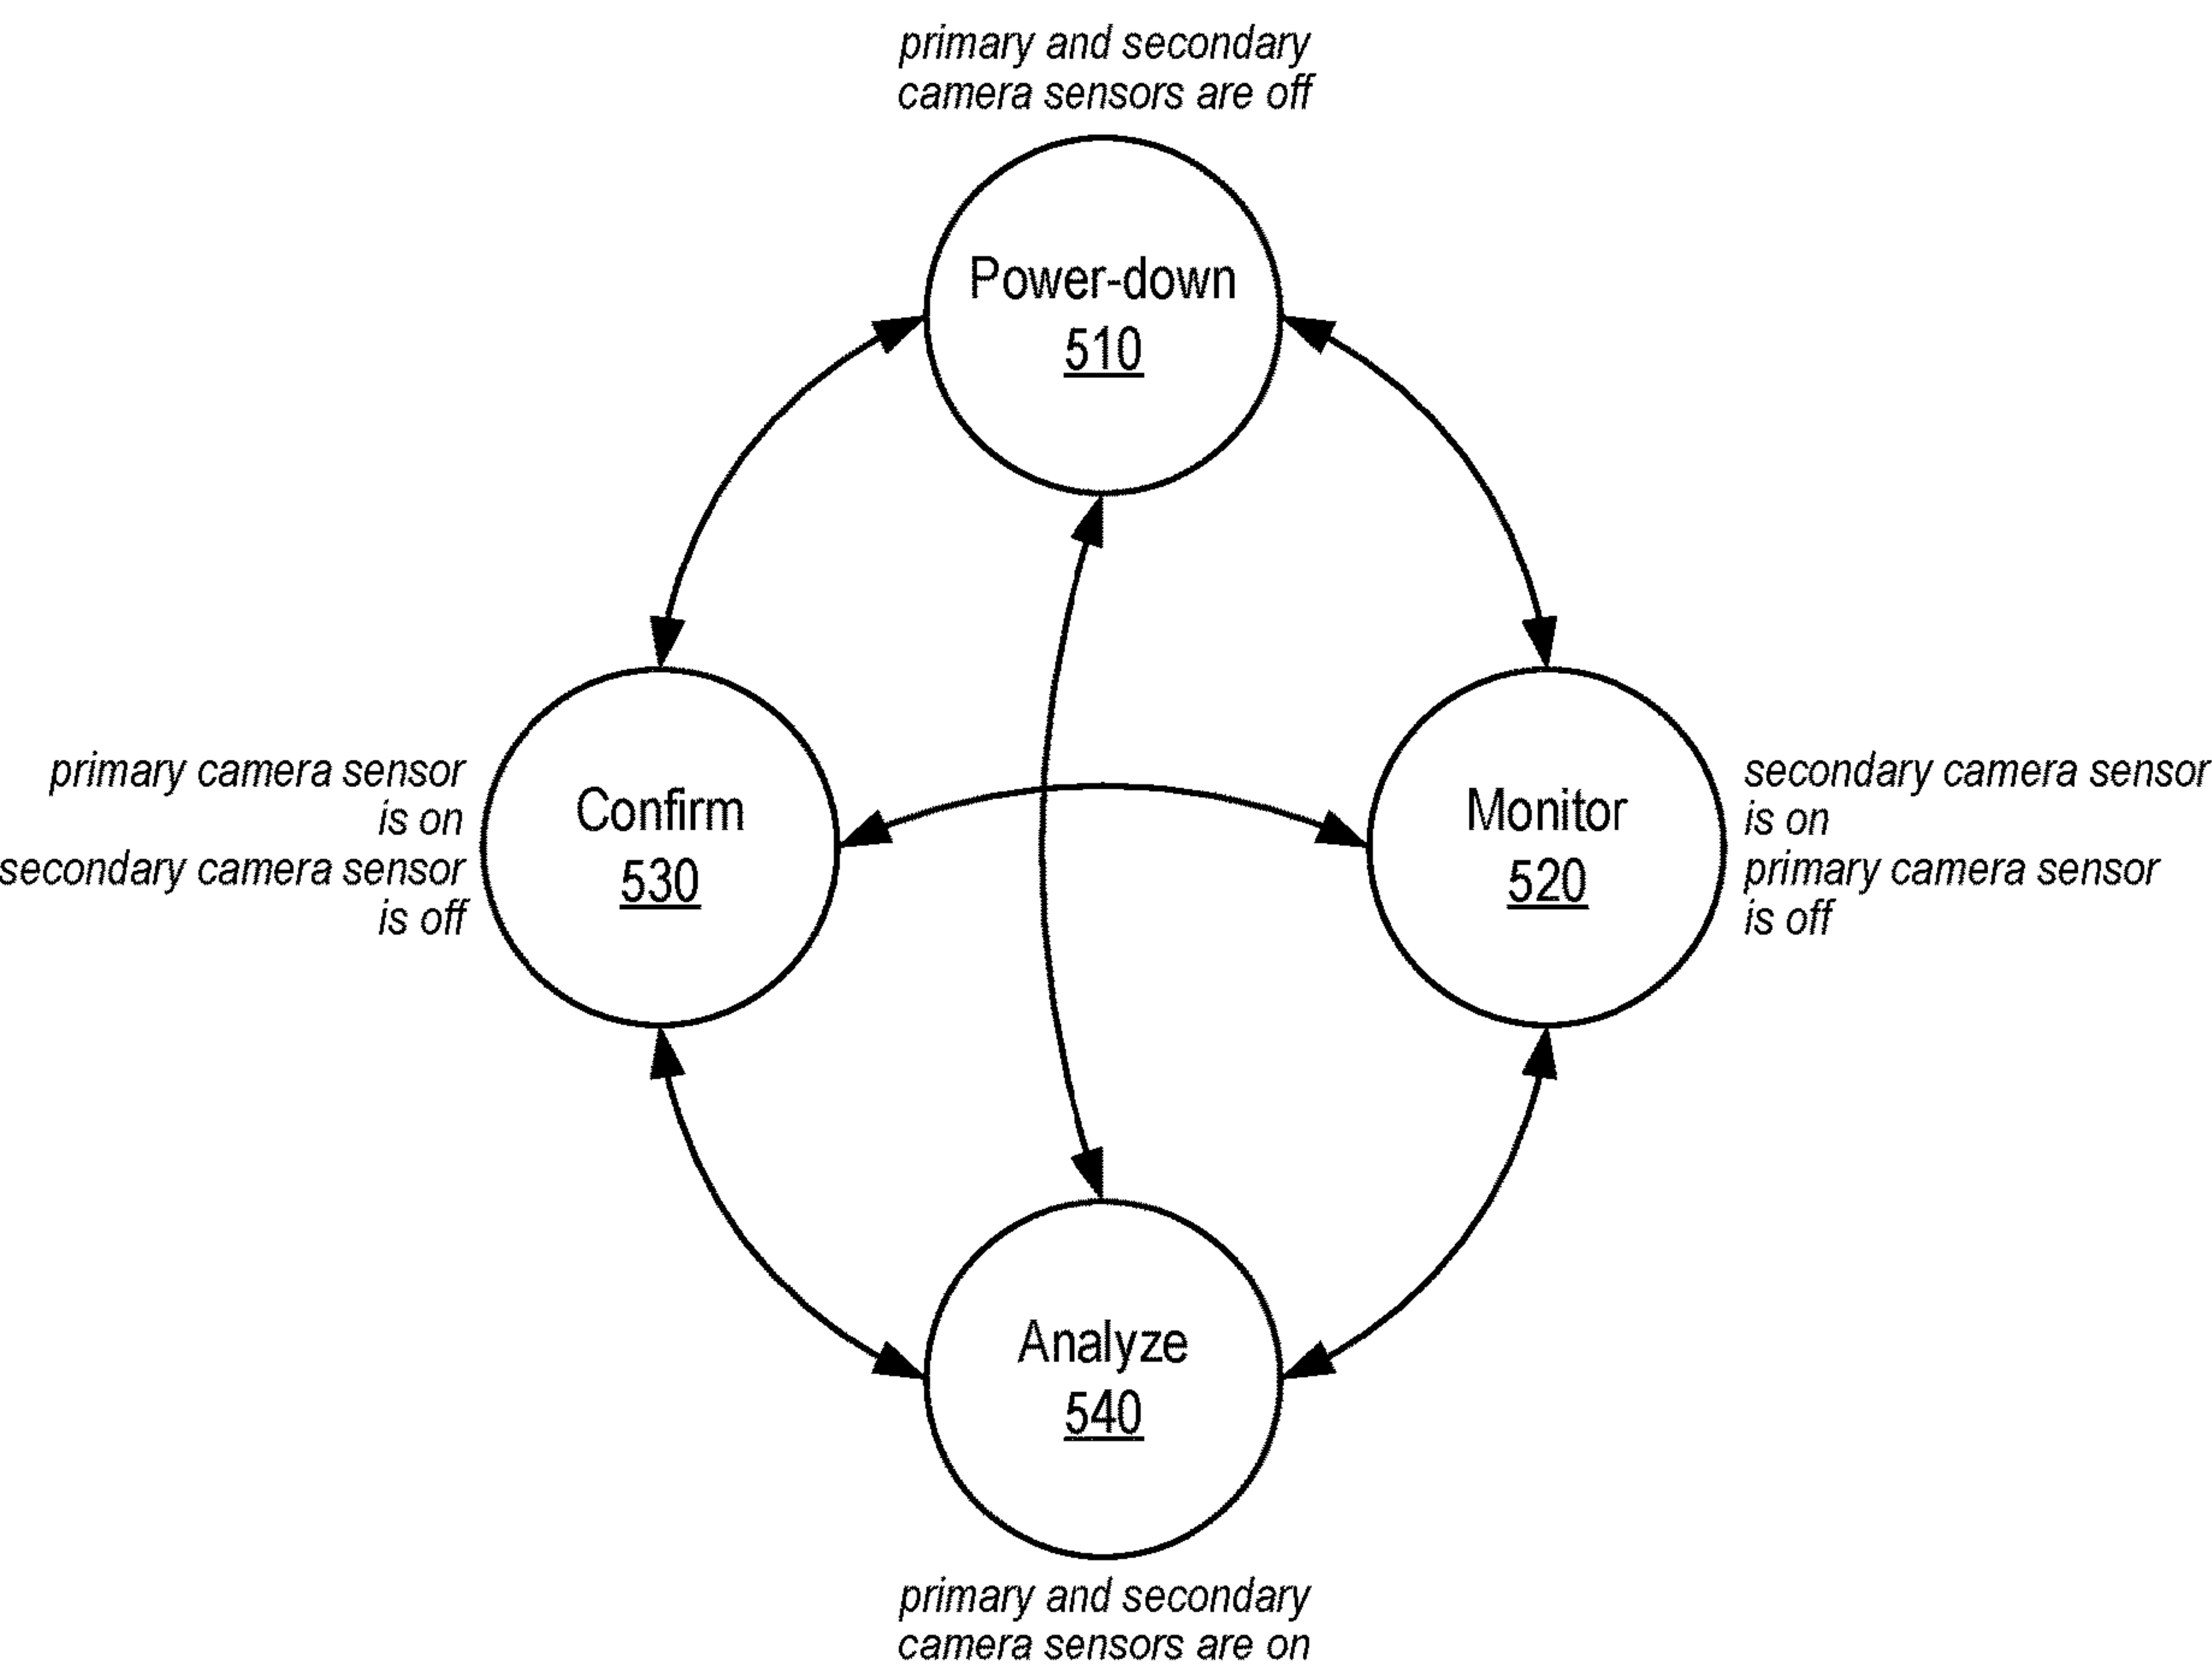 primary and secondary
camera sensors are off
Power-down
510
primary camera sensor
is on
secondary camera sensor
is off
Confirm
530
Monitor
520
secondary camera sensor
is on
primary camera sensor
is off
Analyze
540
primary and secondary
camera sensors are on